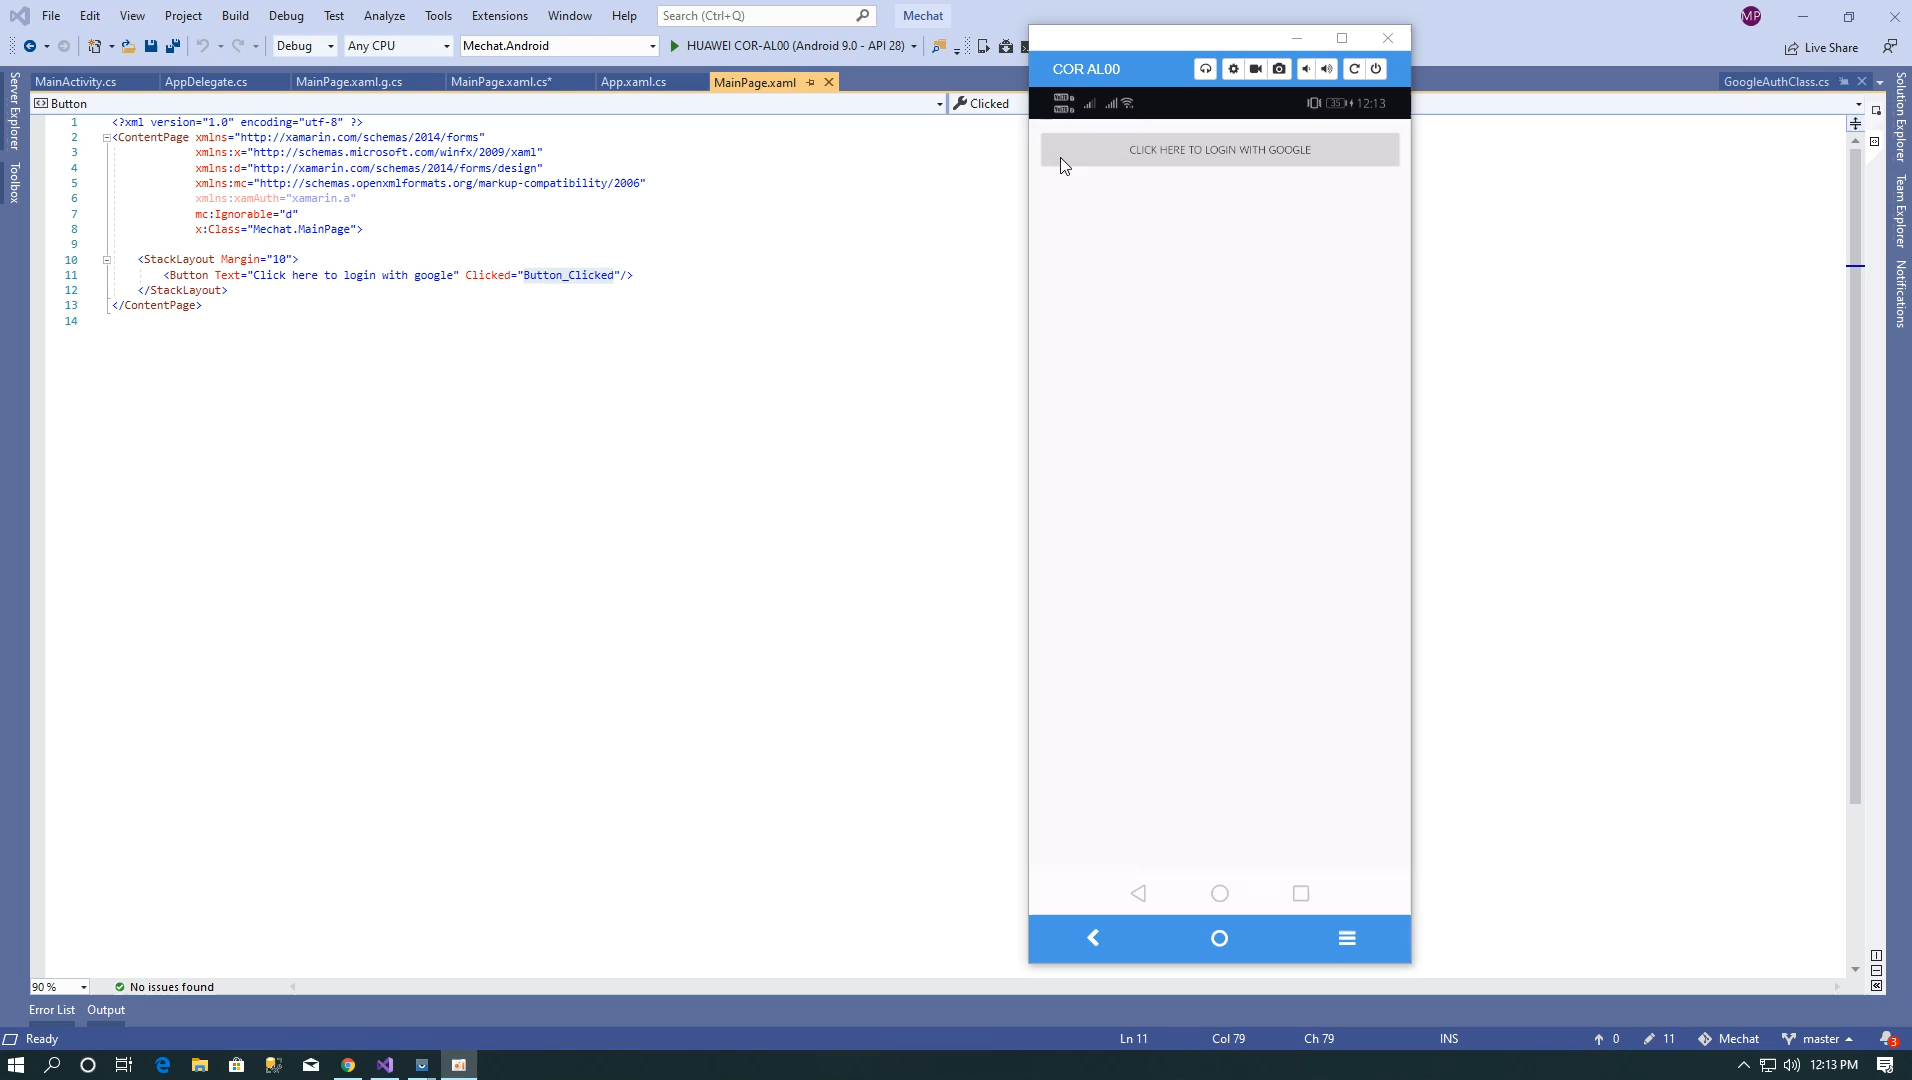 File Edit View Project Build Debug Test Analyze Tools Extensions Window Help Search (Ctrl+Q) Mechat MP
Debug Any CPU Mechat.Android HUAWEI COR-AL00 (Android 9.0 - API 28) Live Share
MainActivity.cs AppDelegate.cs MainPage.xaml.g.cs MainPage.xaml.cs* App.xaml.cs MainPage.xaml GoogleAuthClass.cs
Button Clicked
1 <?xml version="1.0" encoding="utf-8" ?>
2 <ContentPage xmlns="http://xamarin.com/schemas/2014/forms"
3 xmlns:x="http://schemas.microsoft.com/winfx/2009/xaml"
4 xmlns:d="http://xamarin.com/schemas/2014/forms/design"
5 xmlns:mc="http://schemas.openxmlformats.org/markup-compatibility/2006"
6 xmlns:xamAuth="xamarin.a"
7 mc:Ignorable="d"
8 x:Class="Mechat.MainPage">
9
10 <StackLayout Margin="10">
11 <Button Text="Click here to login with google" Clicked="Button_Clicked"/>
12 </StackLayout>
13 </ContentPage>
14
COR AL00
35 12:13
CLICK HERE TO LOGIN WITH GOOGLE
Server Explorer
Toolbox
Solution Explorer
Team Explorer
Notifications
90 % No issues found
Error List Output
Ready Ln 11 Col 79 Ch 79 INS 0 11 Mechat master 3
12:13 PM